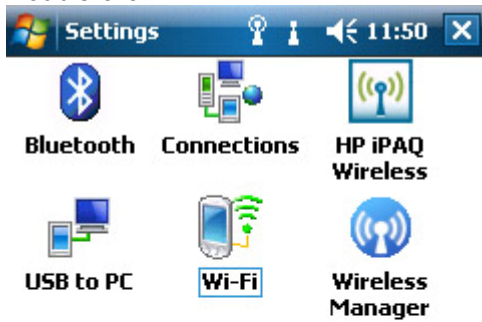 Settings 11:50
Bluetooth Connections HP iPAQ Wireless
USB to PC Wi-Fi Wireless Manager